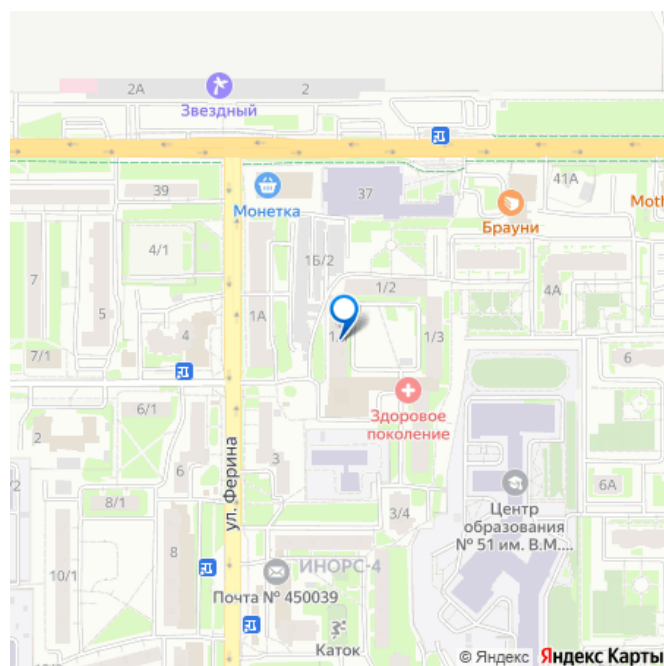 2А
2
Звездный
39
Монетка
37
41А
Брауни
Moth
4/1
1Б/2
7
5
1/2
4А
1А
4
1/3
7/1
6
Здоровое
поколение
6/1
2
ул. Ферина
3
6
6А
8/1
3/4
Центр
образования
№ 51 им. В.М....
8
ИНОРС-4
10/1
Почта № 450039
Каток
© Яндекс Яндекс Карты